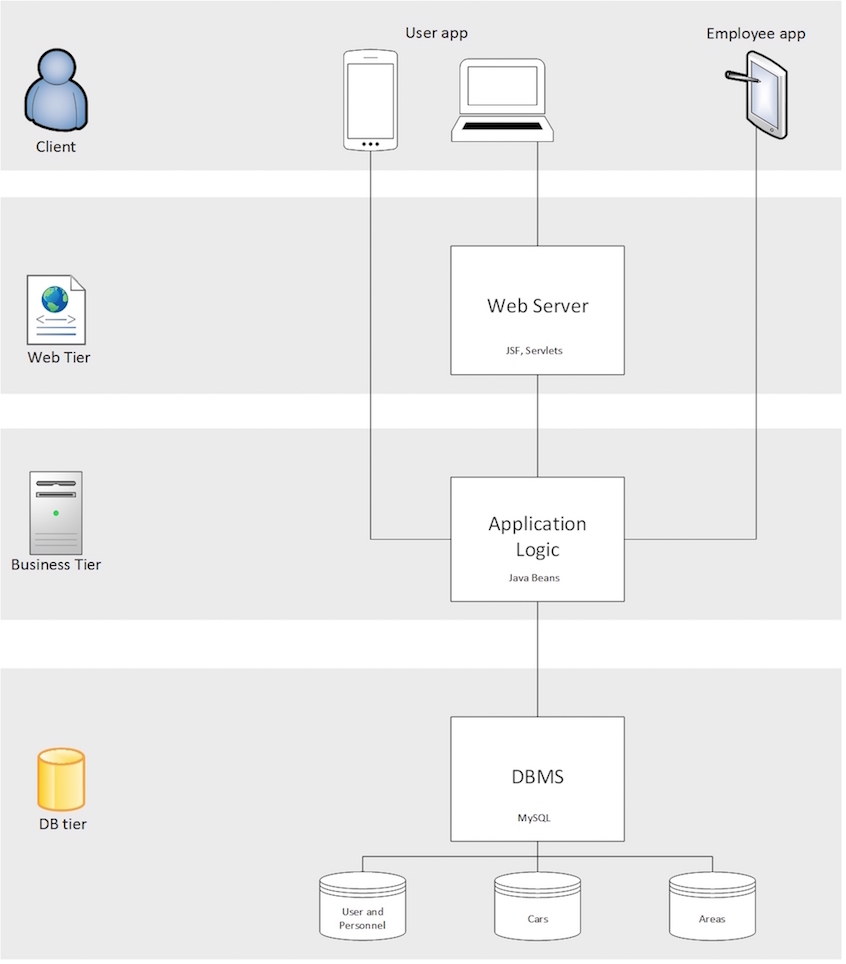 User app
Employee app
Client
Web Server
JSF, Servlets
Web Tier
Application
Logic
Java Beans
Business Tier
DBMS
MySQL
DB tier
User and
Personnel
Cars
Areas